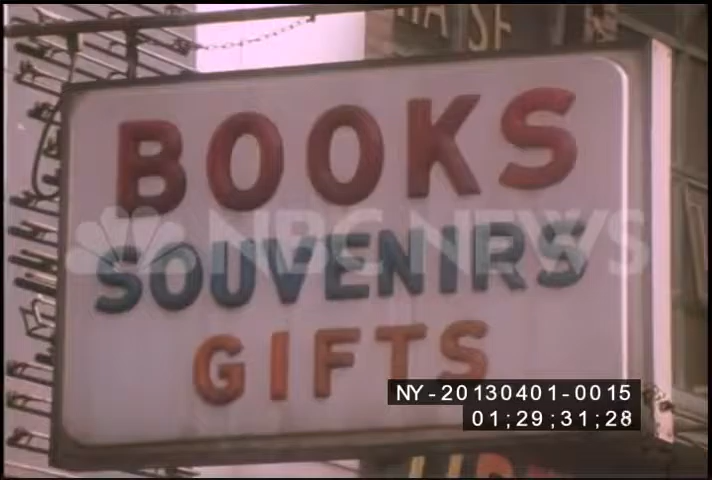 BOOKS
SOUVENIRS
NBC NEWS
GIFTS
NY-20130401-0015
01;29;31;28